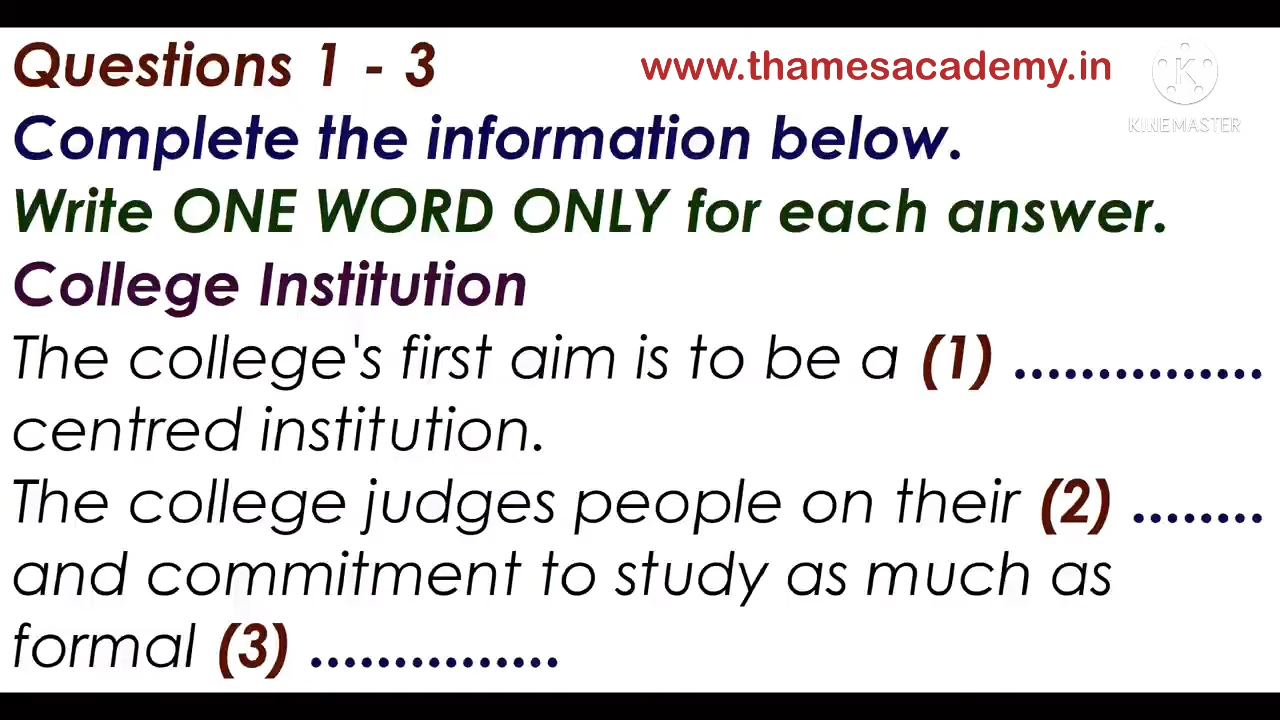 Questions 1 - 3
www.thamesacademy.in
K
KINEMASTER
Complete the information below.
Write ONE WORD ONLY for each answer.
College Institution
The college's first aim is to be a (1) ...............
centred institution.
The college judges people on their (2) ........
and commitment to study as much as
formal (3) ...............